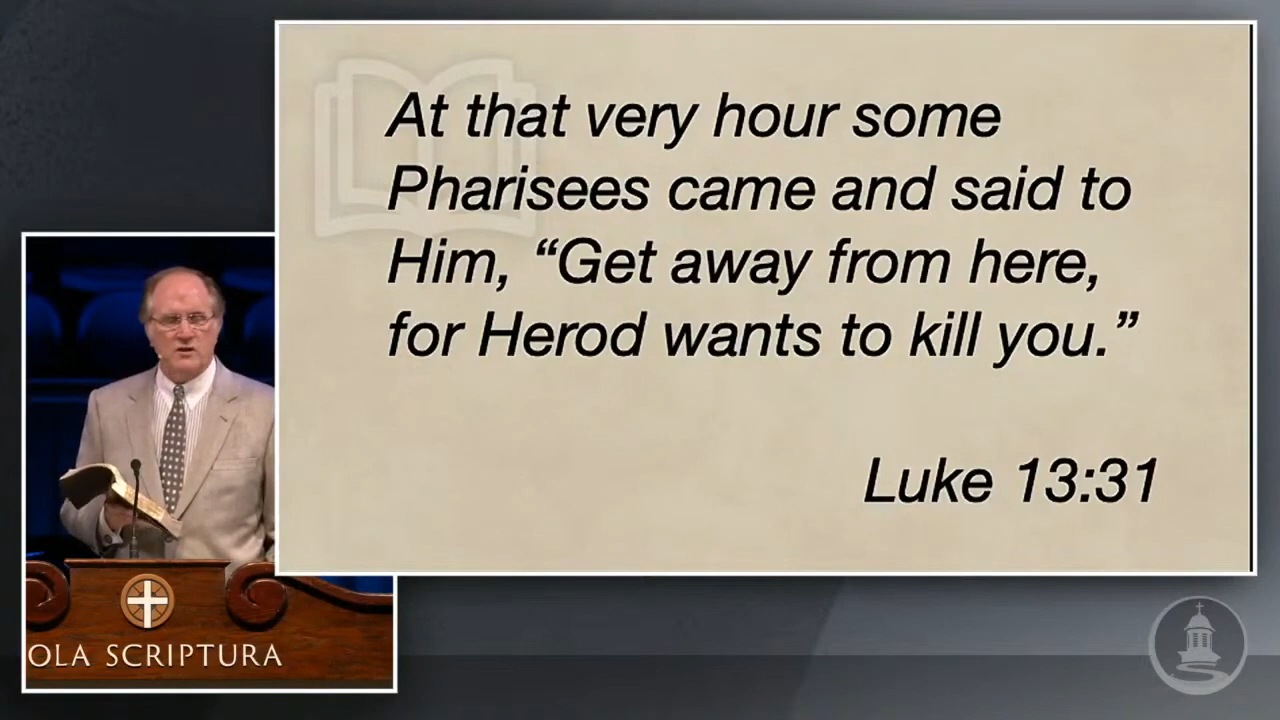 At that very hour some
Pharisees came and said to
Him, “Get away from here,
for Herod wants to kill you.”
Luke 13:31
OLA SCRIPTURA